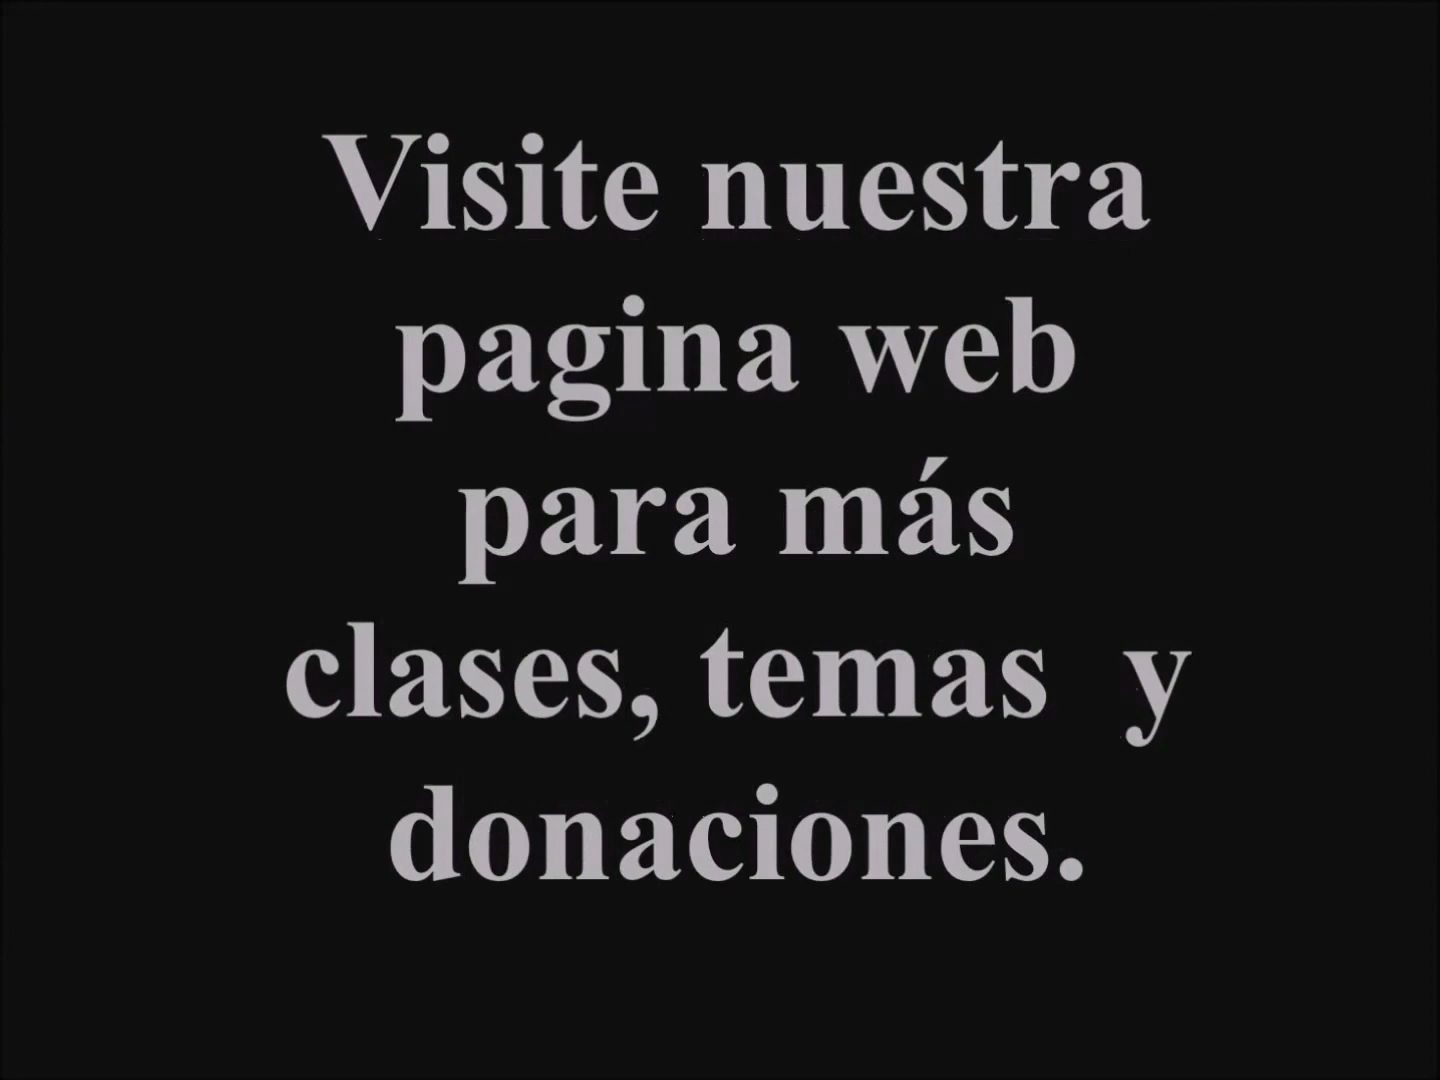 Visite nuestra
pagina web
para más
clases, temas  y
donaciones.